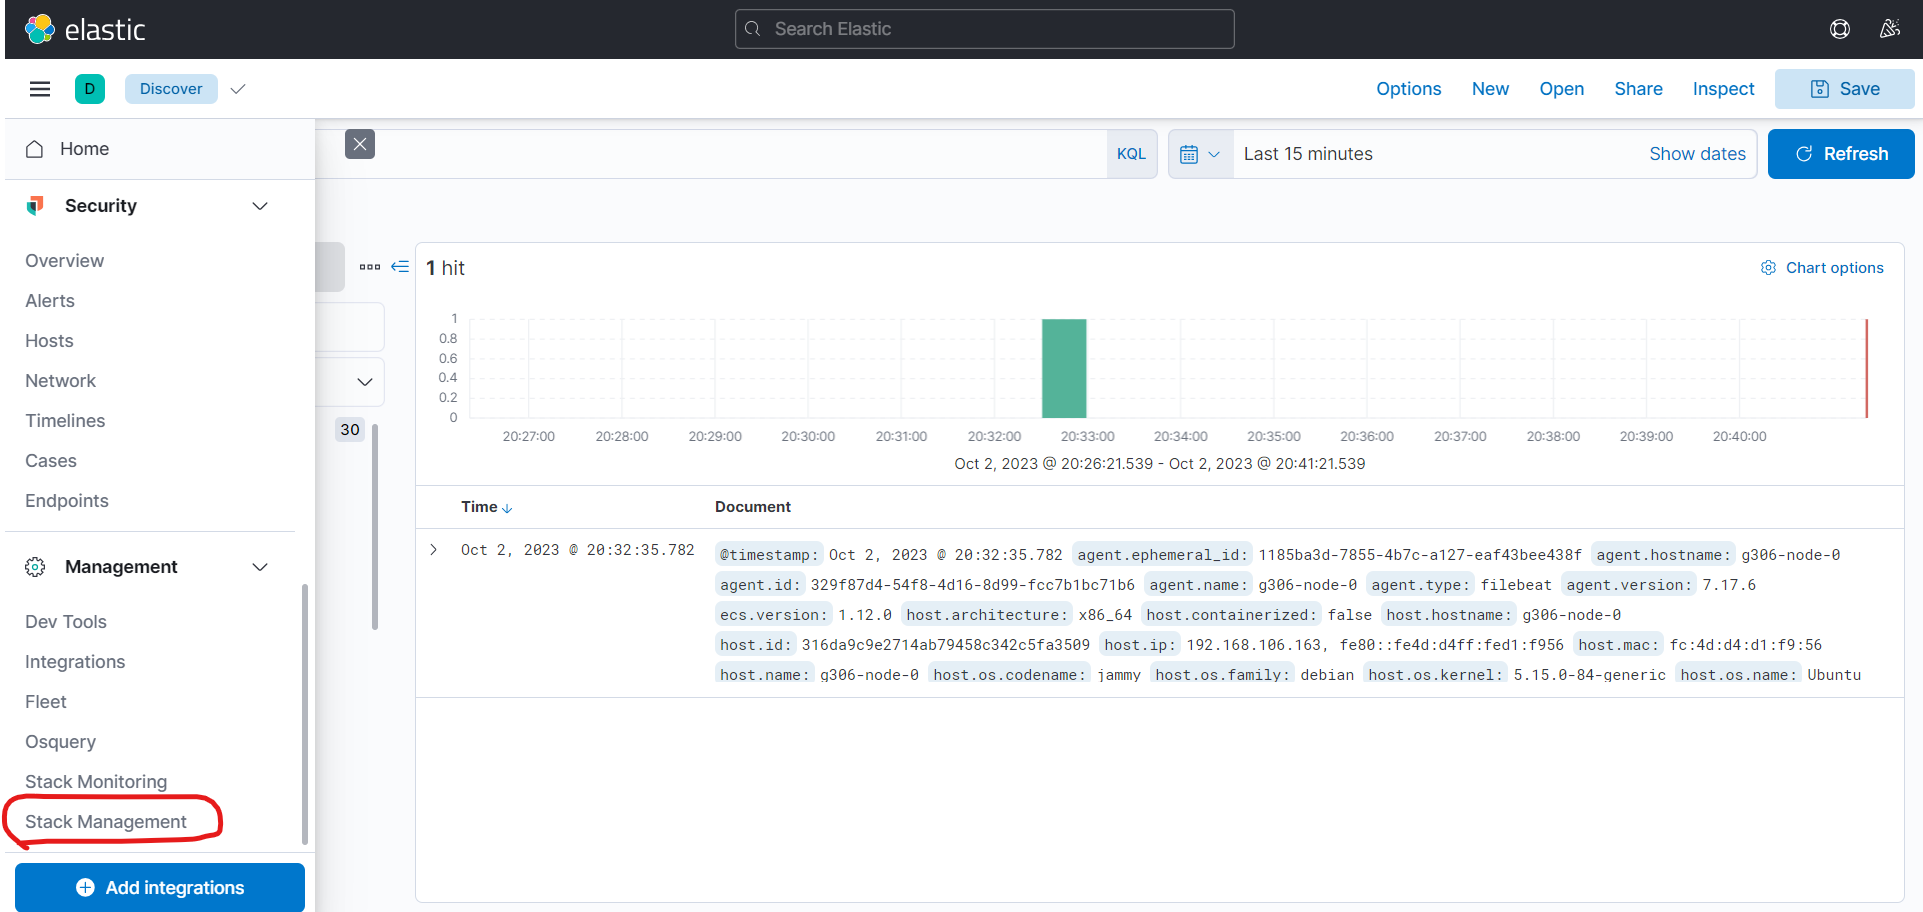 elastic
Search Elastic
D
Discover
Options
New
Open
Share
Inspect
Save
Home
KQL
Last 15 minutes
Show dates
Refresh
Security
Overview
Alerts
Hosts
Network
Timelines
Cases
Endpoints
Management
Dev Tools
Integrations
Fleet
Osquery
Stack Monitoring
Stack Management
Add integrations
30
1 hit
Chart options
1
0.8
0.6
0.4
0.2
0
20:27:00 20:28:00 20:29:00 20:30:00 20:31:00 20:32:00 20:33:00 20:34:00 20:35:00 20:36:00 20:37:00 20:38:00 20:39:00 20:40:00
Oct 2, 2023 @ 20:26:21.539 - Oct 2, 2023 @ 20:41:21.539
Time Document
Oct 2, 2023 @ 20:32:35.782
@timestamp: Oct 2, 2023 @ 20:32:35.782 agent.ephemeral_id: 1185ba3d-7855-4b7c-a127-eaf43bee438f agent.hostname: g306-node-0
agent.id: 329f87d4-54f8-4d16-8d99-fcc7b1bc71b6 agent.name: g306-node-0 agent.type: filebeat agent.version: 7.17.6
ecs.version: 1.12.0 host.architecture: x86_64 host.containerized: false host.hostname: g306-node-0
host.id: 316da9c9e2714ab79458c342c5fa3509 host.ip: 192.168.106.163, fe80::fe4d:d4ff:fed1:f956 host.mac: fc:4d:d4:d1:f9:56
host.name: g306-node-0 host.os.codename: jammy host.os.family: debian host.os.kernel: 5.15.0-84-generic host.os.name: Ubuntu